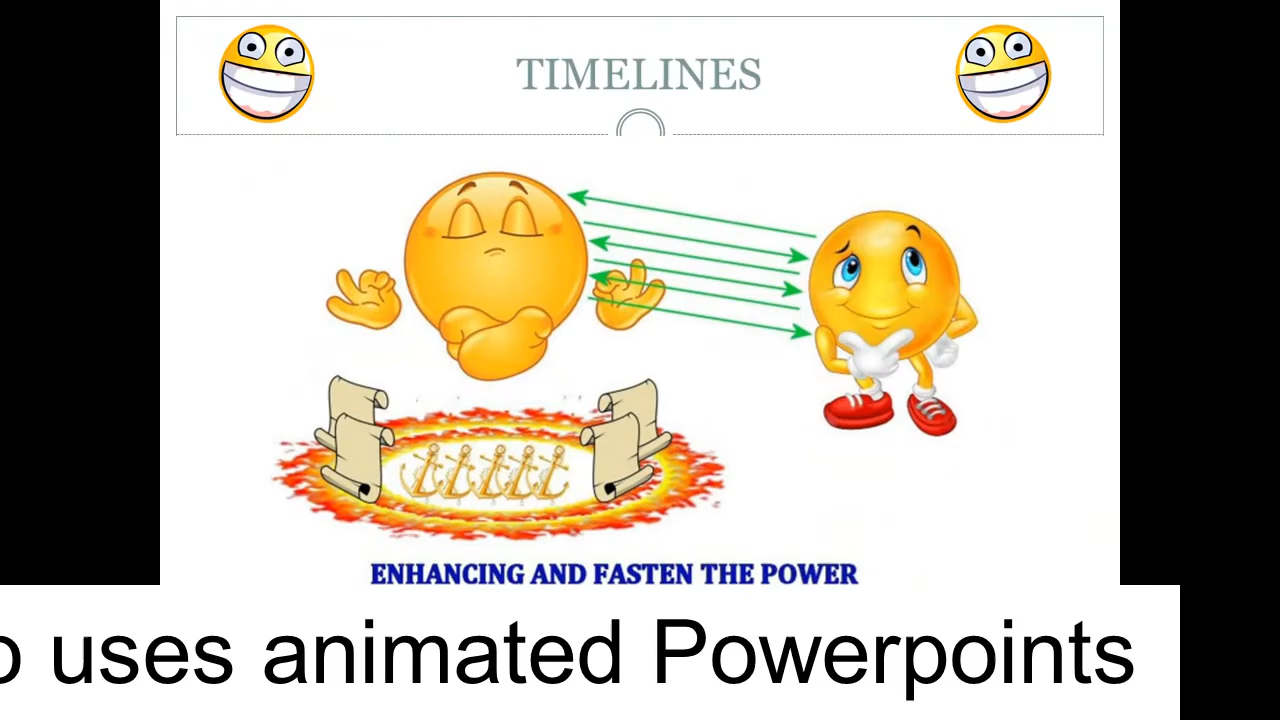 TIMELINES
ENHANCING AND FASTEN THE POWER
uses animated Powerpoints